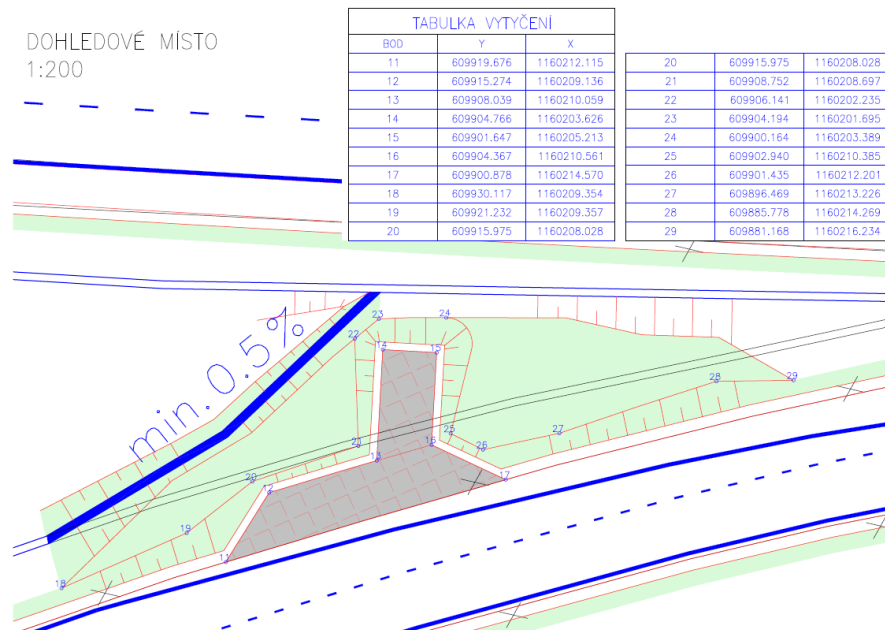 DOHLEDOVÉ MÍSTO
1:200
TABULKA VYTYČENÍ
BOD Y X
11 609919.676 1160212.115
12 609915.274 1160209.136
13 609908.039 1160210.059
14 609904.766 1160203.626
15 609901.647 1160205.213
16 609904.367 1160210.561
17 609900.878 1160214.570
18 609930.117 1160209.354
19 609921.232 1160209.357
20 609915.975 1160208.028
20 609915.975 1160208.028
21 609908.752 1160208.697
22 609906.141 1160202.235
23 609904.194 1160201.695
24 609900.164 1160203.389
25 609902.940 1160210.385
26 609901.435 1160212.201
27 609896.469 1160213.226
28 609885.778 1160214.269
29 609881.168 1160216.234
min.0.5%
23
24
22
14
15
29
28
25
27
21
26
16
13
20
12
17
19
11
18